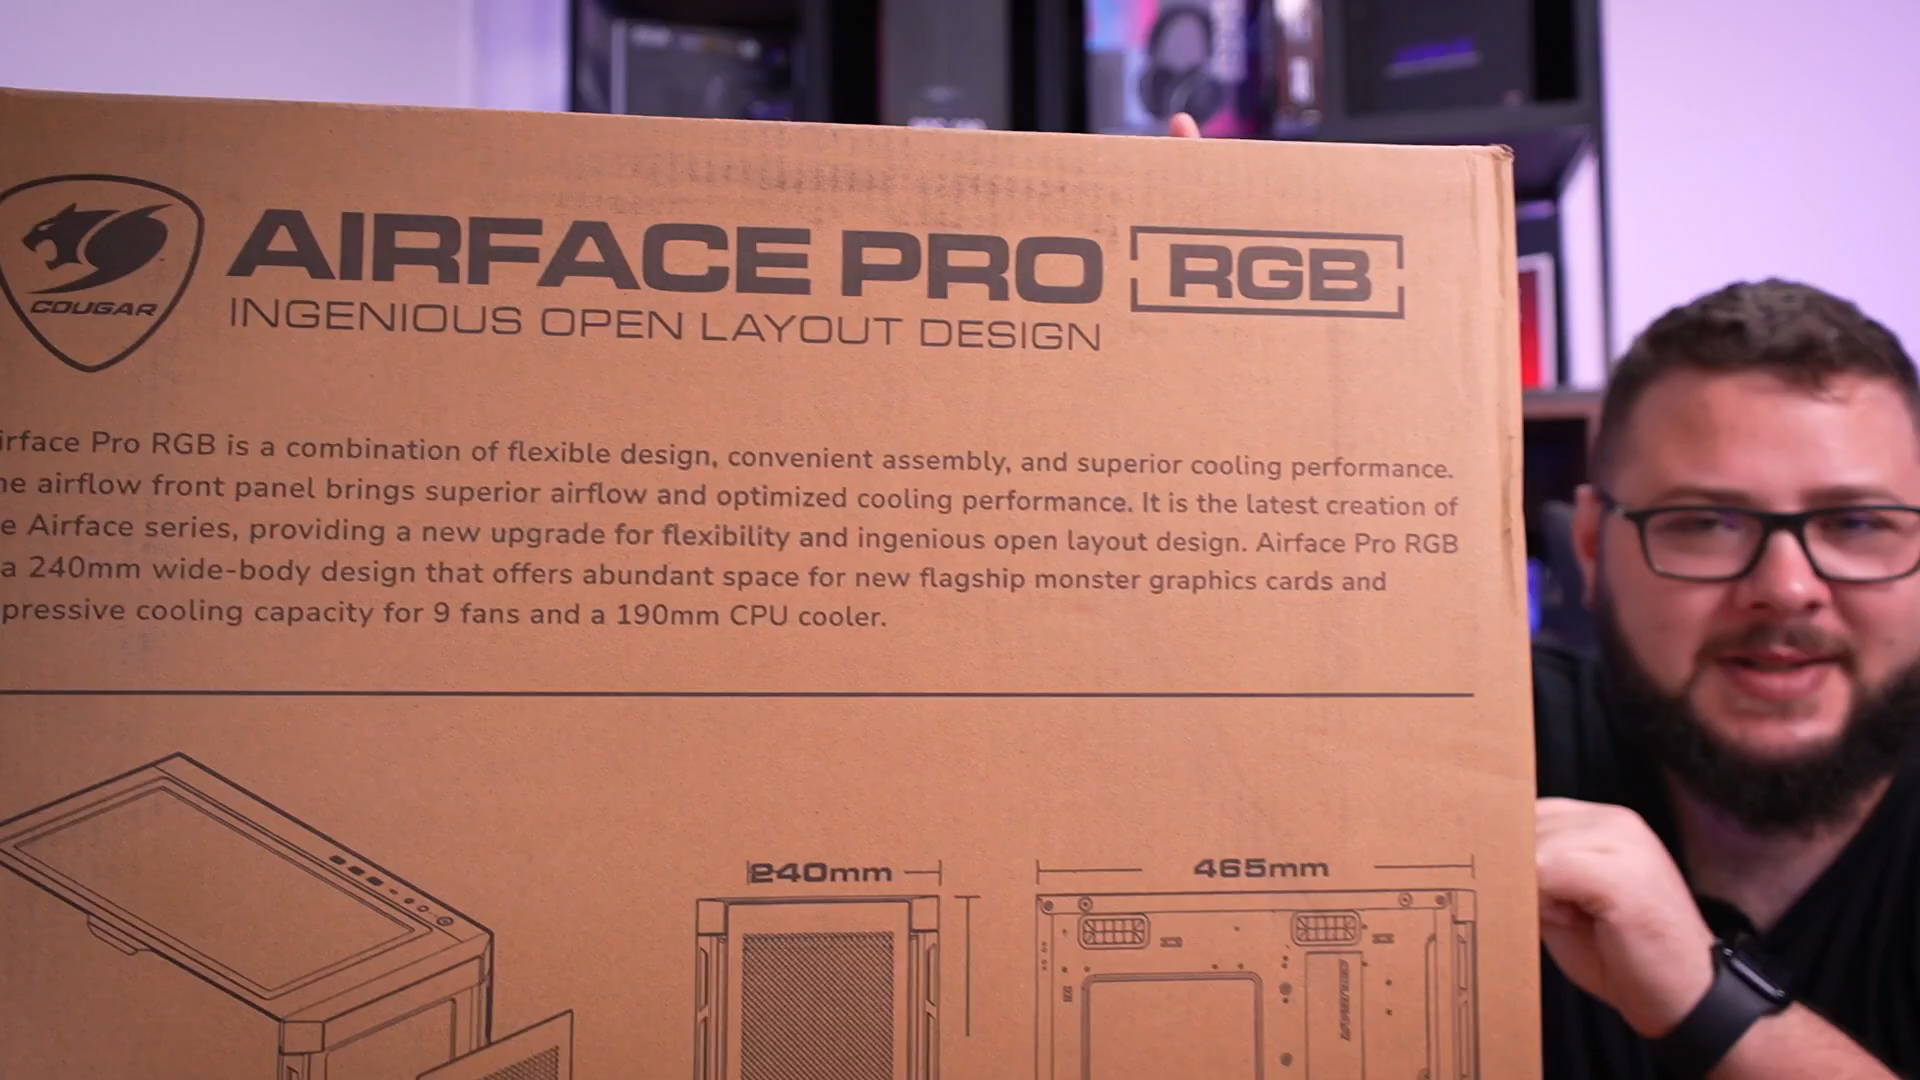 COUGAR
AIRFACE PRO RGB
INGENIOUS OPEN LAYOUT DESIGN
irface Pro RGB is a combination of flexible design, convenient assembly, and superior cooling performance.
he airflow front panel brings superior airflow and optimized cooling performance. It is the latest creation of
e Airface series, providing a new upgrade for flexibility and ingenious open layout design. Airface Pro RGB
a 240mm wide-body design that offers abundant space for new flagship monster graphics cards and
pressive cooling capacity for 9 fans and a 190mm CPU cooler.
240mm
465mm
COUGAR